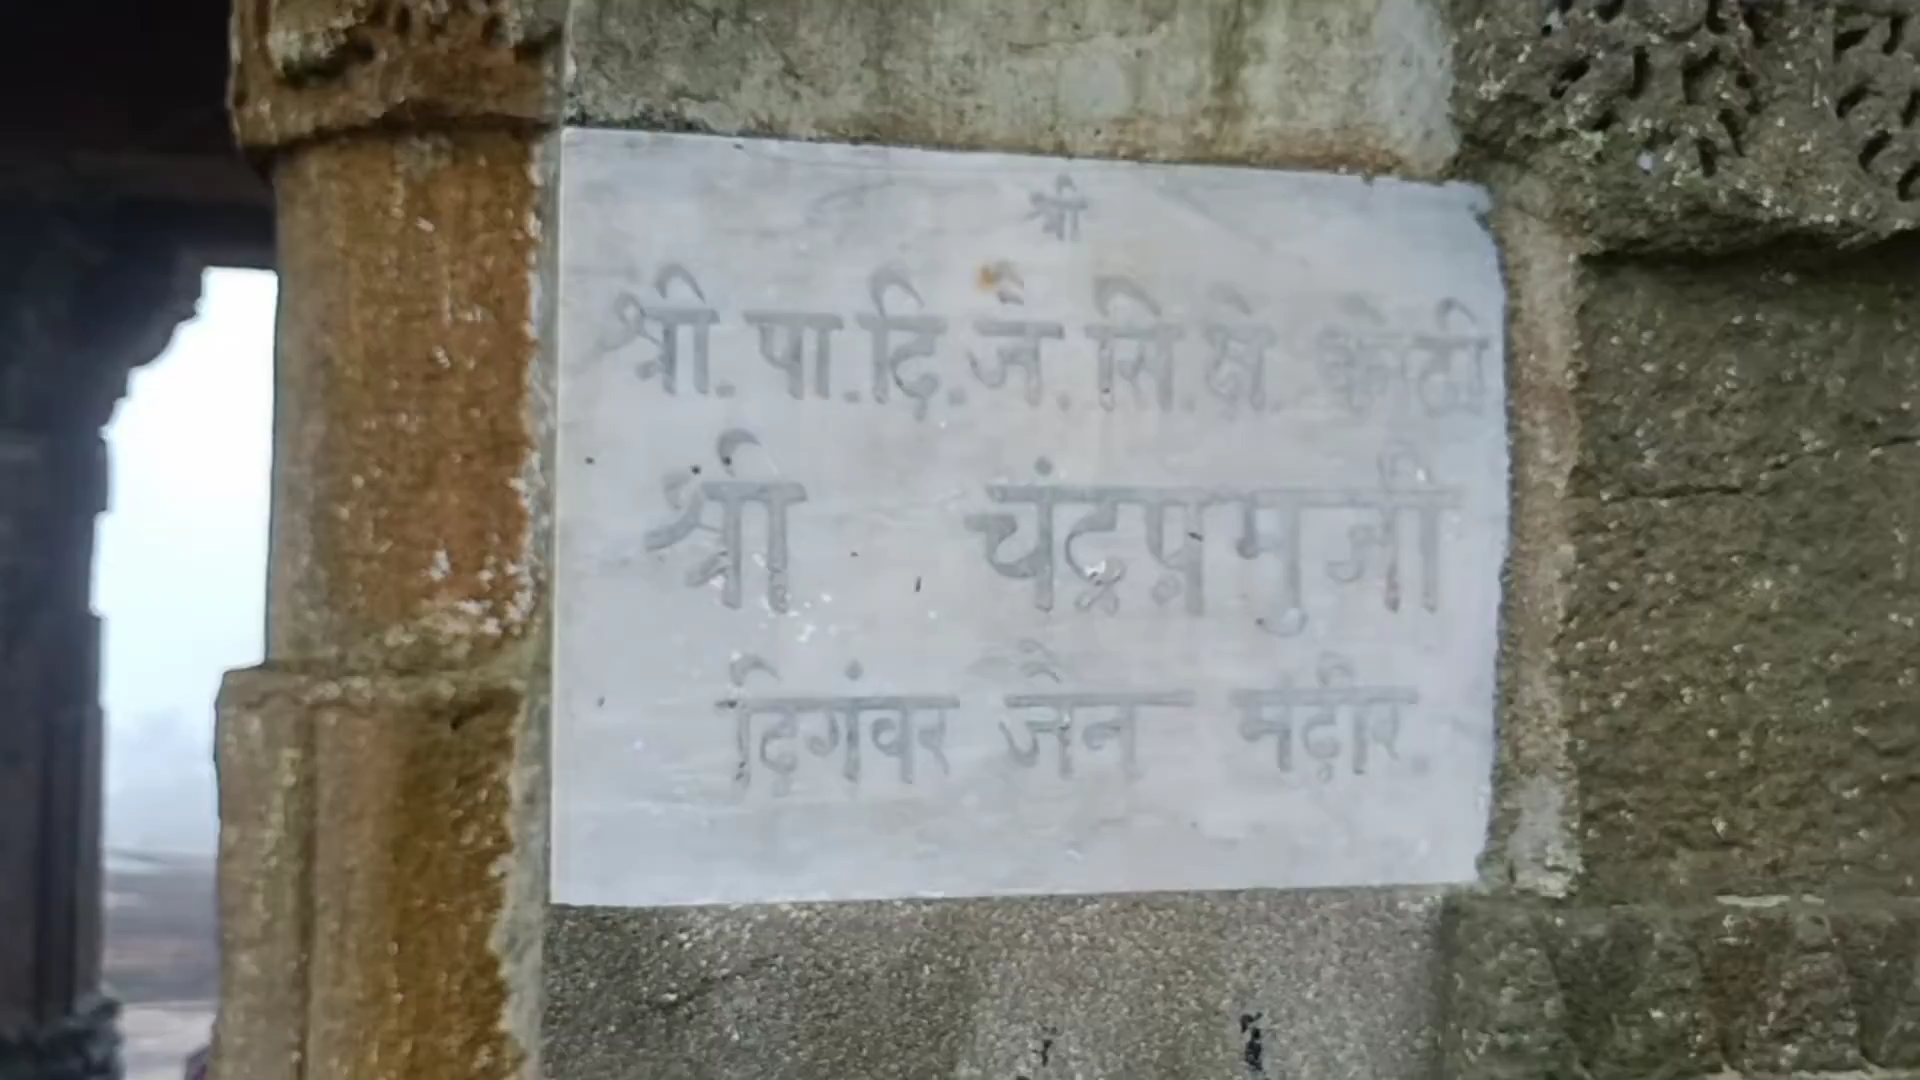 श्री
श्री. पा. दि. जै. सि. क्षे. कोठी
श्री चंद्रप्रभुजी
दिगंबर जैन मंदीर.